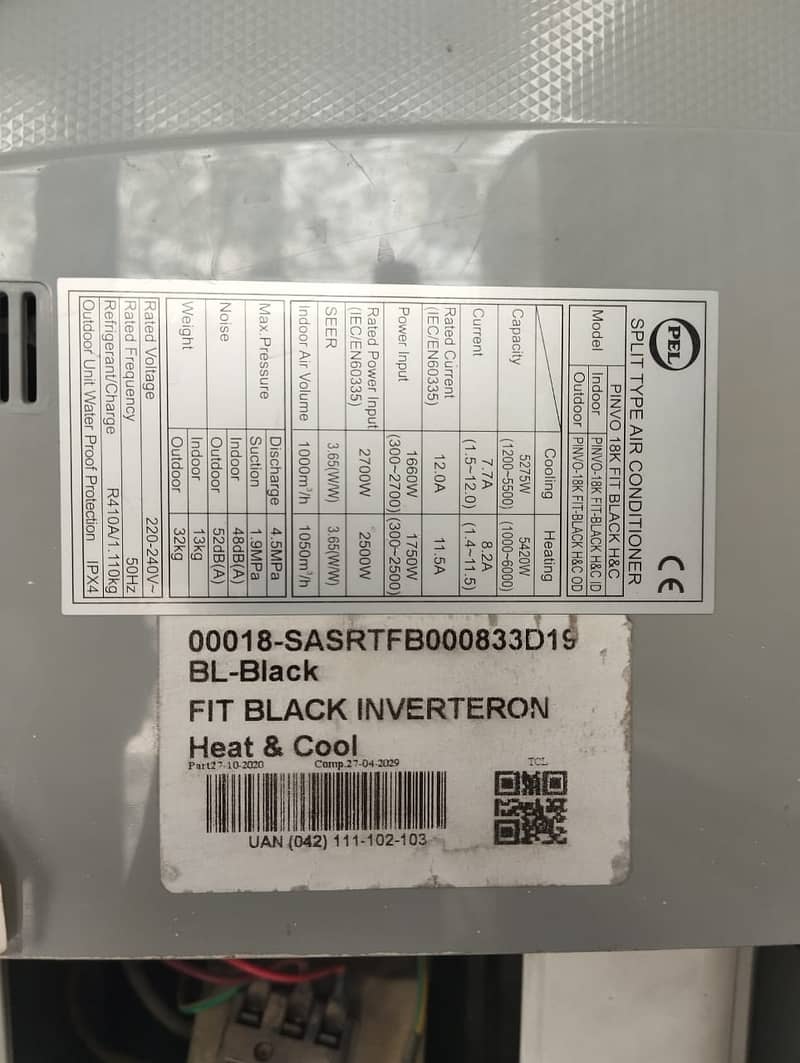 PEL
CE
SPLIT TYPE AIR CONDITIONER
Model PINVO 18K FIT BLACK H&C
Indoor PINVO-18K FIT-BLACK H&C ID
Outdoor PINVO-18K FIT-BLACK H&C OD
Cooling Heating
Capacity 5275W (1200~5500) 5420W (1000~6000)
Current 7.7A (1.5~12.0) 8.2A (1.4~11.5)
Rated Current (IEC/EN60335) 12.0A 11.5A
Power Input 1660W (300~2700) 1750W (300~2500)
Rated Power Input (IEC/EN60335) 2700W 2500W
SEER 3.65(W/W) 3.65(W/W)
Indoor Air Volume 1000m³/h 1050m³/h
Max.Pressure Discharge 4.5MPa
Suction 1.9MPa
Noise Indoor 48dB(A)
Outdoor 52dB(A)
Weight Indoor 13kg
Outdoor 32kg
Rated Voltage 220-240V~
Rated Frequency 50Hz
Refrigerant/Charge R410A/1.110kg
Outdoor Unit Water Proof Protection IPX4
00018-SASRTFB000833D19
BL-Black
FIT BLACK INVERTERON
Heat & Cool
Part27-10-2020 Comp.27-04-2029
TCL
UAN (042) 111-102-103